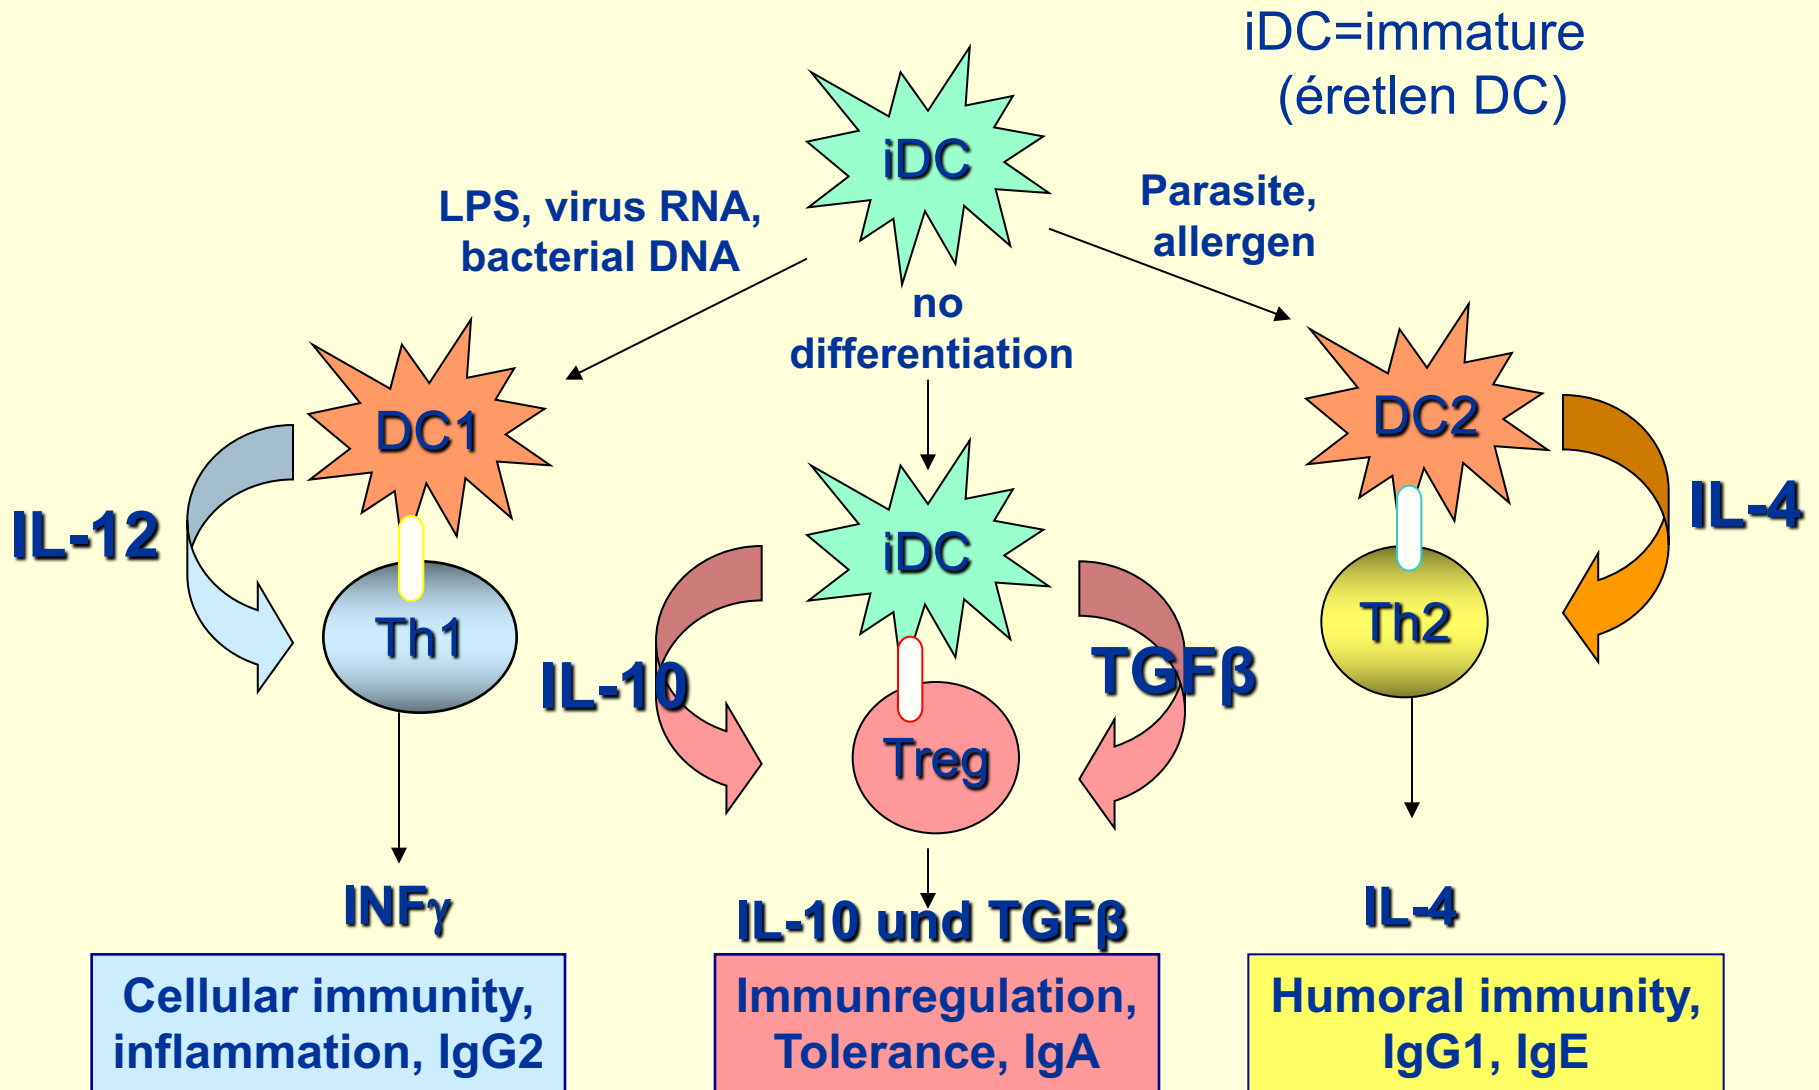 iDC=immature
(éretlen DC)
iDC
LPS, virus RNA,
bacterial DNA
Parasite,
allergen
no
differentiation
DC1
DC2
IL-12
IL-4
iDC
Th1
Th2
IL-10
TGFβ
Treg
INFγ
IL-10 und TGFβ
IL-4
Cellular immunity,
inflammation, IgG2
Immunregulation,
Tolerance, IgA
Humoral immunity,
IgG1, IgE